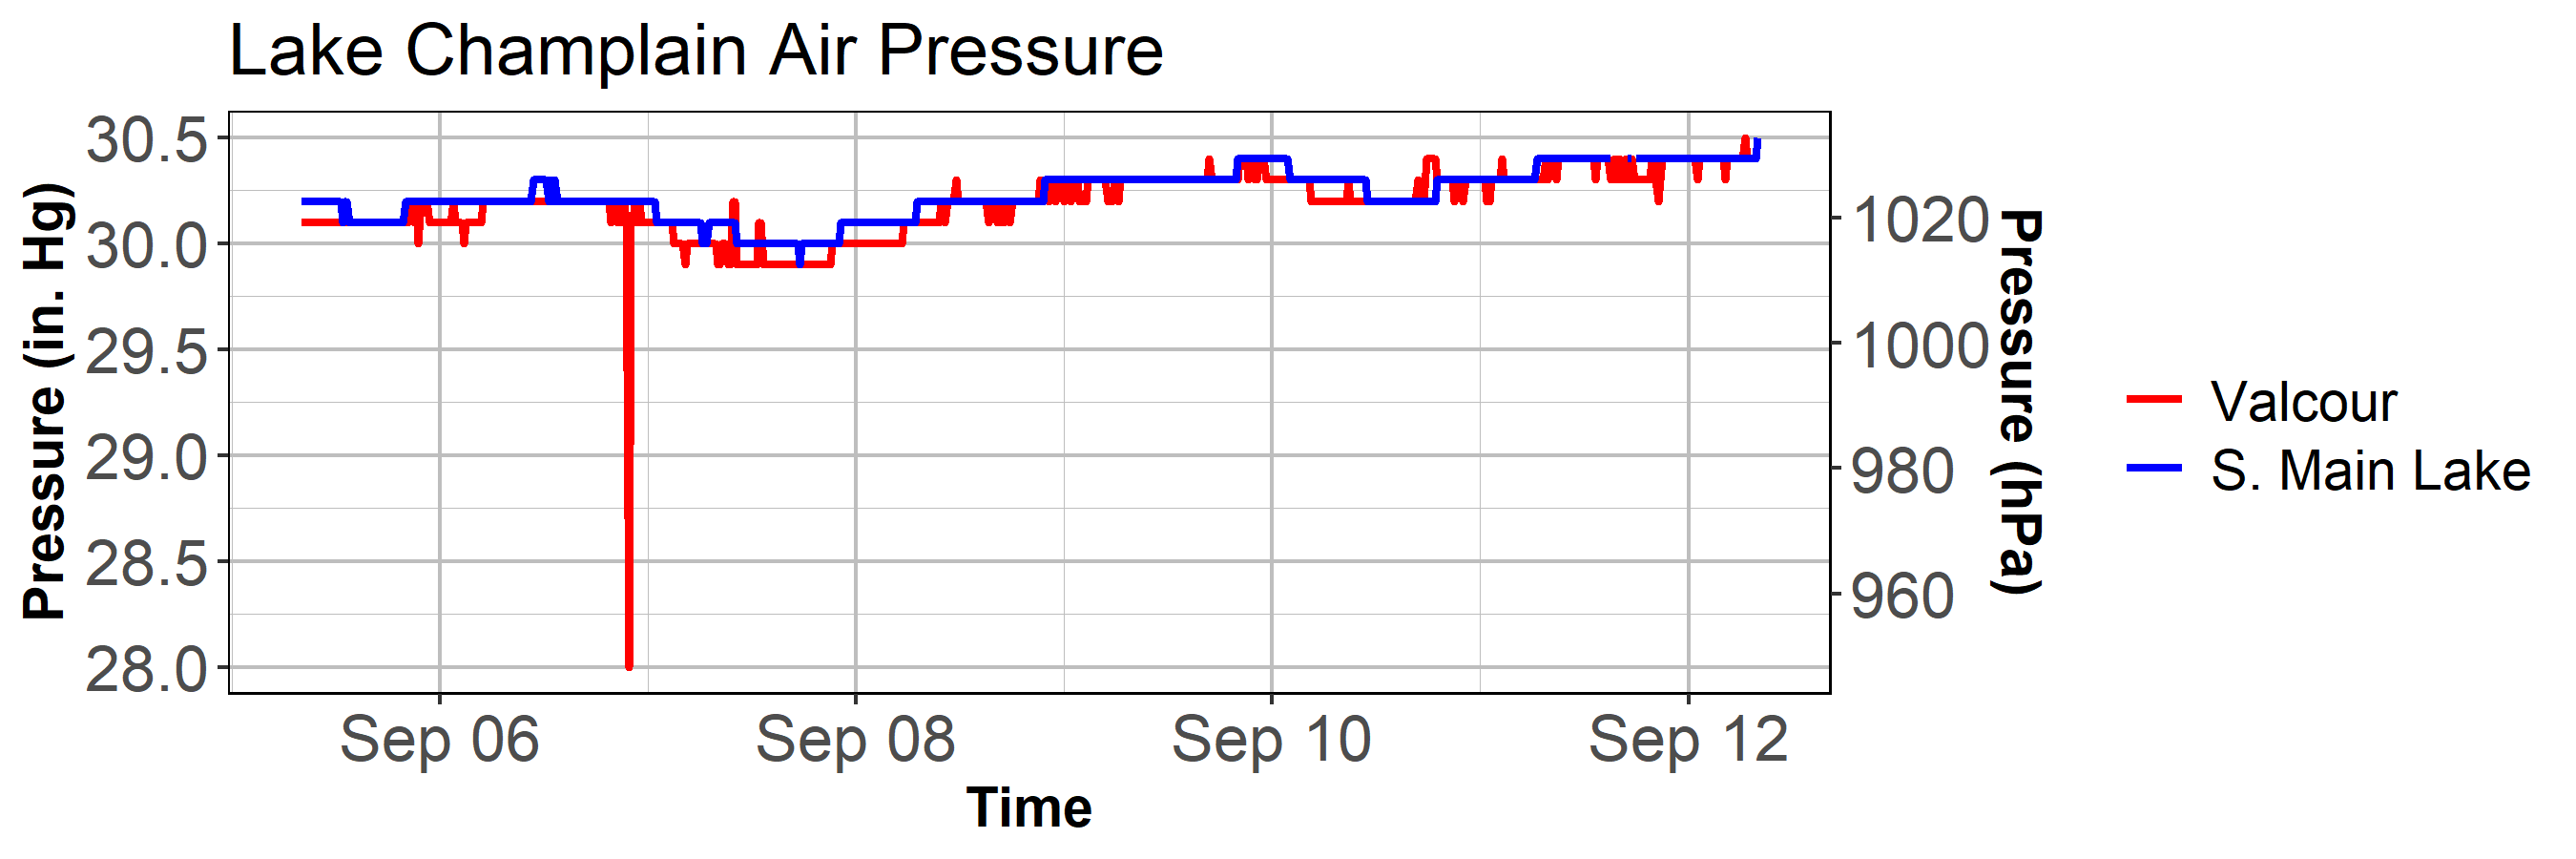 Lake Champlain Air Pressure
Pressure (in. Hg)
30.5
30.0
29.5
29.0
28.5
28.0
1020
1000
980
960
Pressure (hPa)
Sep 06
Sep 08
Sep 10
Sep 12
Time
Valcour
S. Main Lake